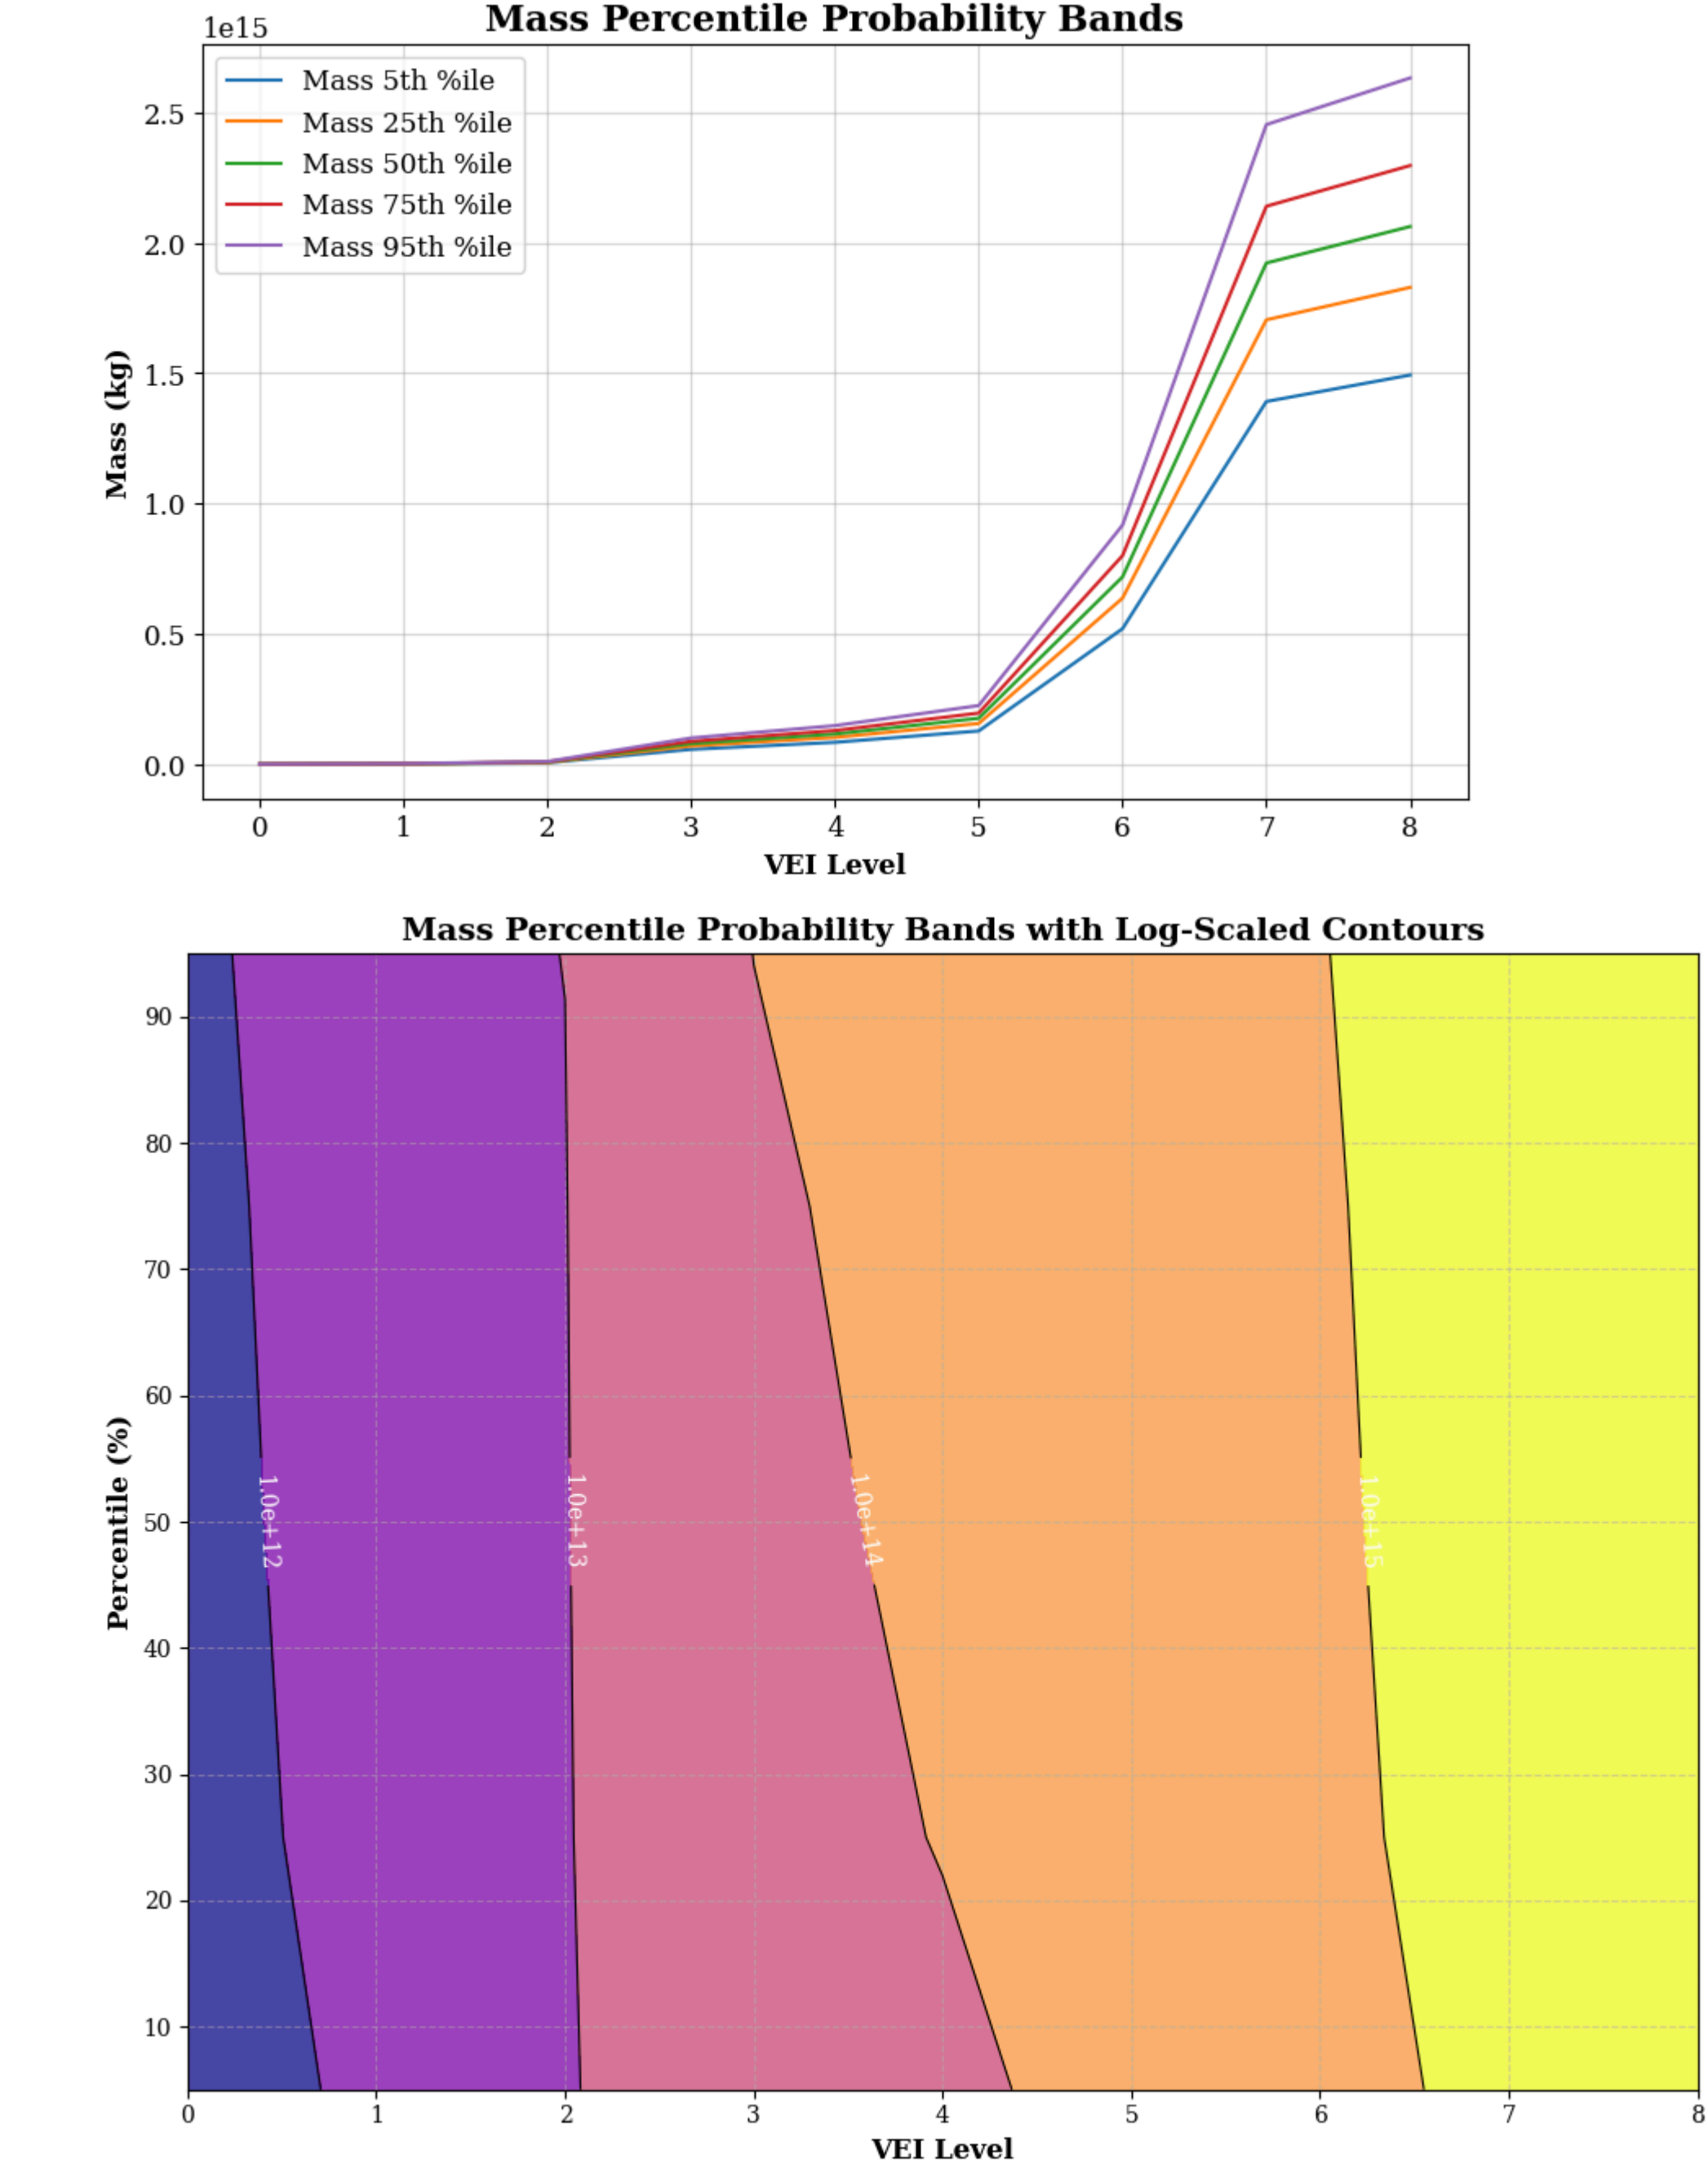 Mass Percentile Probability Bands
1e15
Mass 5th %ile
Mass 25th %ile
Mass 50th %ile
Mass 75th %ile
Mass 95th %ile
2.5
2.0
1.5
1.0
0.5
0.0
Mass (kg)
0 1 2 3 4 5 6 7 8
VEI Level
Mass Percentile Probability Bands with Log-Scaled Contours
90
80
70
60
50
40
30
20
10
Percentile (%)
1.0e+12
1.0e+13
1.0e+14
1.0e+15
0 1 2 3 4 5 6 7 8
VEI Level